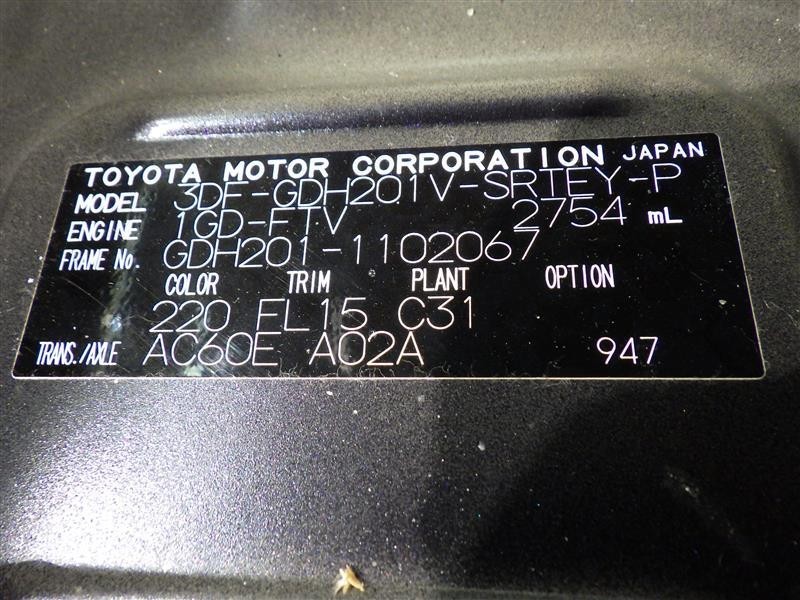 TOYOTA MOTOR CORPORATION JAPAN
MODEL 3DF-GDH201V-SRTEY-P
ENGINE 1GD-FTV 2754 mL
FRAME No. GDH201-1102067
COLOR TRIM PLANT OPTION
220 FL15 C31
TRANS./AXLE AC60E A02A 947